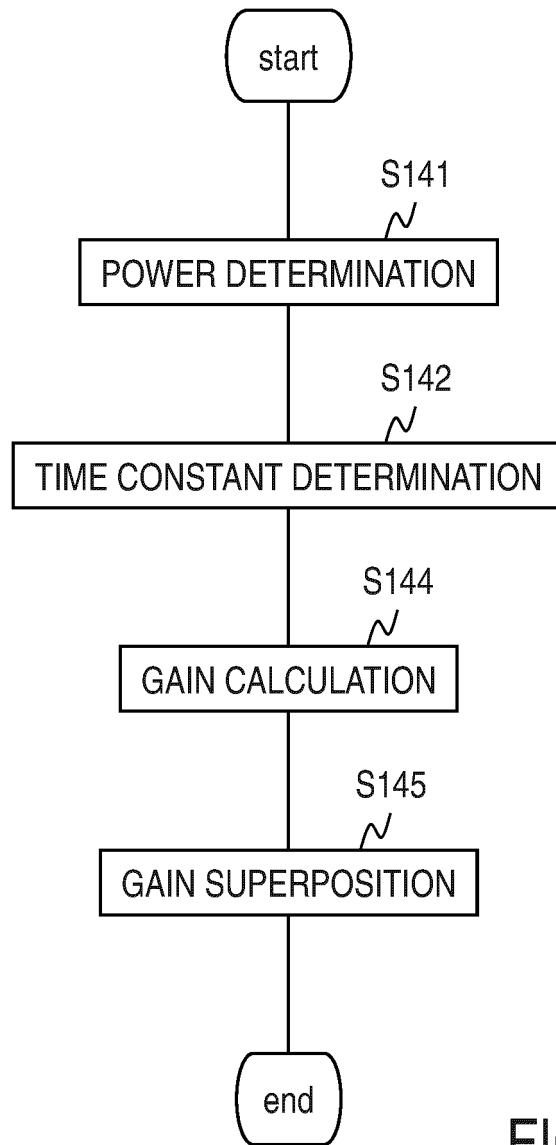 start
S141
POWER DETERMINATION
S142
TIME CONSTANT DETERMINATION
S144
GAIN CALCULATION
S145
GAIN SUPERPOSITION
end